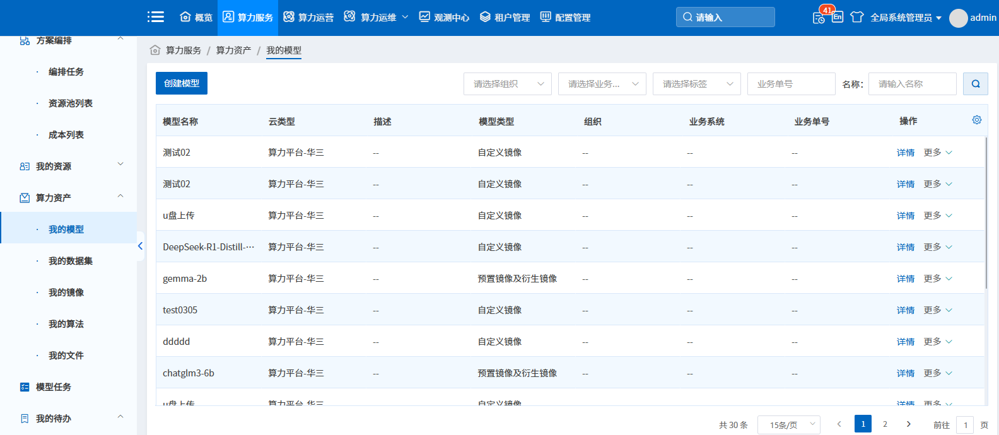 概览 算力服务 算力运营 算力运维 观测中心 租户管理 配置管理 请输入 41 En 全局系统管理员 admin
方案编排
编排任务
资源池列表
成本列表
我的资源
算力资产
我的模型
我的数据集
我的镜像
我的算法
我的文件
模型任务
我的待办
算力服务 / 算力资产 / 我的模型
创建模型 请选择组织 请选择业务... 请选择标签 业务单号 名称: 请输入名称
模型名称 云类型 描述 模型类型 组织 业务系统 业务单号 操作
测试02 算力平台-华三 -- 自定义镜像 -- -- -- 详情 更多
测试02 算力平台-华三 -- 自定义镜像 -- -- -- 详情 更多
u盘上传 算力平台-华三 -- 自定义镜像 -- -- -- 详情 更多
DeepSeek-R1-Distill-··· 算力平台-华三 -- 自定义镜像 -- -- -- 详情 更多
gemma-2b 算力平台-华三 -- 预置镜像及衍生镜像 -- -- -- 详情 更多
test0305 算力平台-华三 -- 自定义镜像 -- -- -- 详情 更多
ddddd 算力平台-华三 -- 自定义镜像 -- -- -- 详情 更多
chatglm3-6b 算力平台-华三 -- 预置镜像及衍生镜像 -- -- -- 详情 更多
u盘上传 算力平台-华三 自定义镜像 详情 更多
共 30 条 15条/页 1 2 前往 1 页